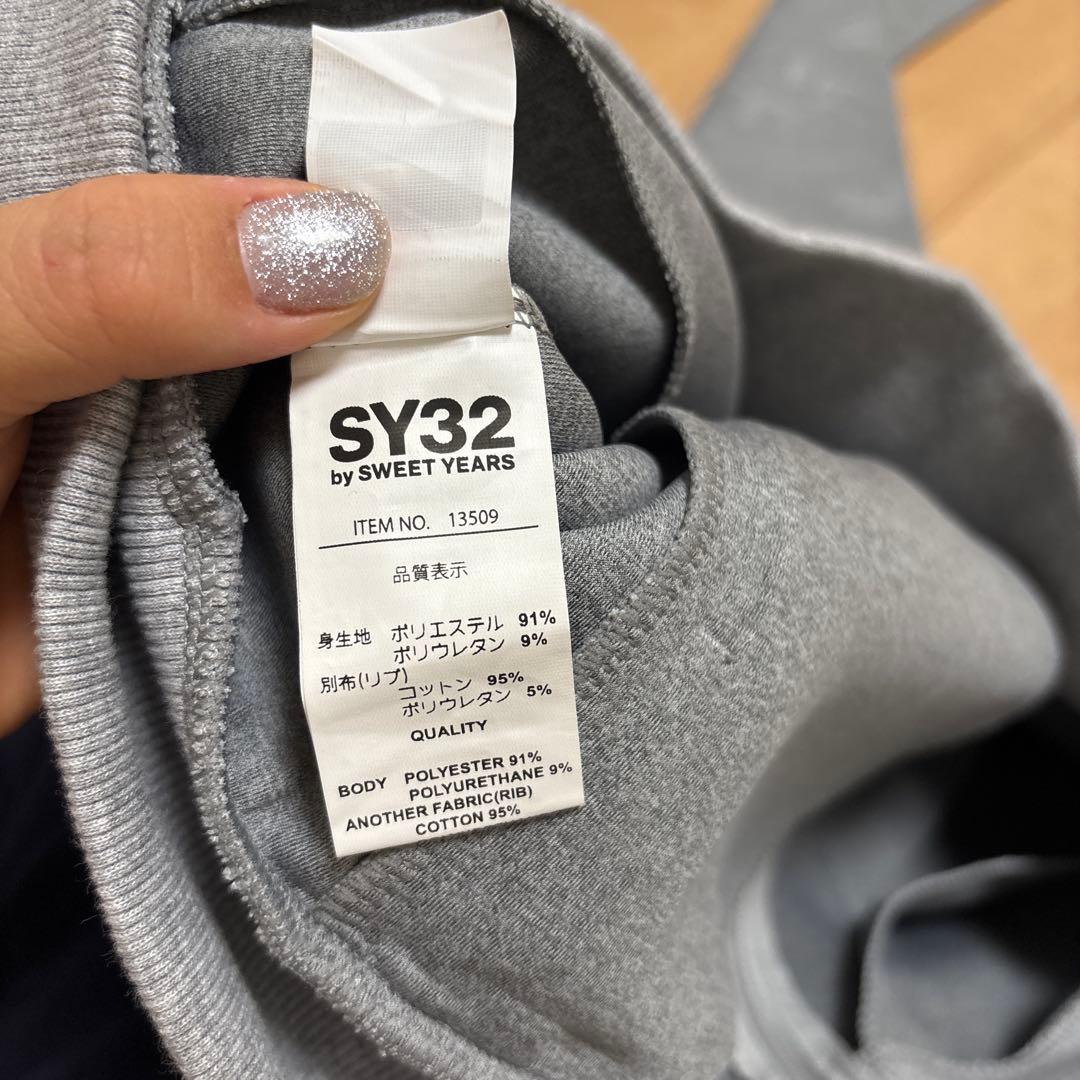 SY32
by SWEET YEARS
ITEM NO. 13509
品質表示
身生地 ポリエステル 91%
ポリウレタン 9%
別布(リブ)
コットン 95%
ポリウレタン 5%
QUALITY
BODY POLYESTER 91%
POLYURETHANE 9%
ANOTHER FABRIC(RIB)
COTTON 95%